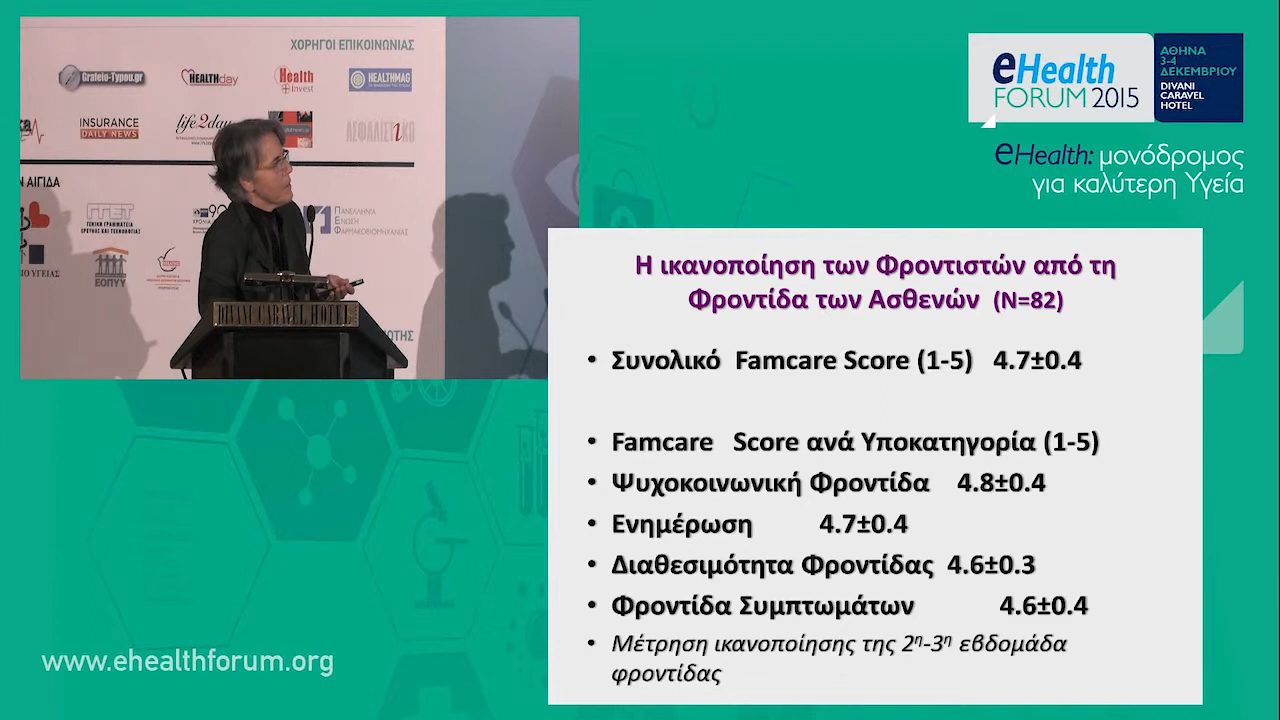 ΧΟΡΗΓΟΙ ΕΠΙΚΟΙΝΩΝΙΑΣ
Grafeio-Typou.gr
HEALTHday
Health Invest
HEALTHMAG
INSURANCE
DAILY NEWS
life2day
ΑΣΦΑΛΙΣΤΙΚΟ
Ν ΑΙΓΙΔΑ
ΓΓΕΤ
ΓΕΝΙΚΗ ΓΡΑΜΜΑΤΕΙΑ
ΕΡΕΥΝΑΣ ΚΑΙ ΤΕΧΝΟΛΟΓΙΑΣ
90
ΧΡΟΝΙΑ
ΠΑΝΕΛΛΗΝΙΑ
ΕΝΩΣΗ
ΦΑΡΜΑΚΟΒΙΟΜΗΧΑΝΙΑΣ
ΙΟ ΥΓΕΙΑΣ
ΕΟΠΥΥ
DIVANI CARAVEL HOTEL
ΩΤΗΣ
eHealth
FORUM 2015
ΑΘΗΝΑ
3-4
ΔΕΚΕΜΒΡΙΟΥ
DIVANI
CARAVEL
HOTEL
eHealth: μονόδρομος
για καλύτερη Υγεία
Η ικανοποίηση των Φροντιστών από τη
Φροντίδα των Ασθενών (N=82)
• Συνολικό Famcare Score (1-5) 4.7±0.4
• Famcare Score ανά Υποκατηγορία (1-5)
• Ψυχοκοινωνική Φροντίδα 4.8±0.4
• Ενημέρωση 4.7±0.4
• Διαθεσιμότητα Φροντίδας 4.6±0.3
• Φροντίδα Συμπτωμάτων 4.6±0.4
• Μέτρηση ικανοποίησης της 2η-3η εβδομάδα
φροντίδας
www.ehealthforum.org